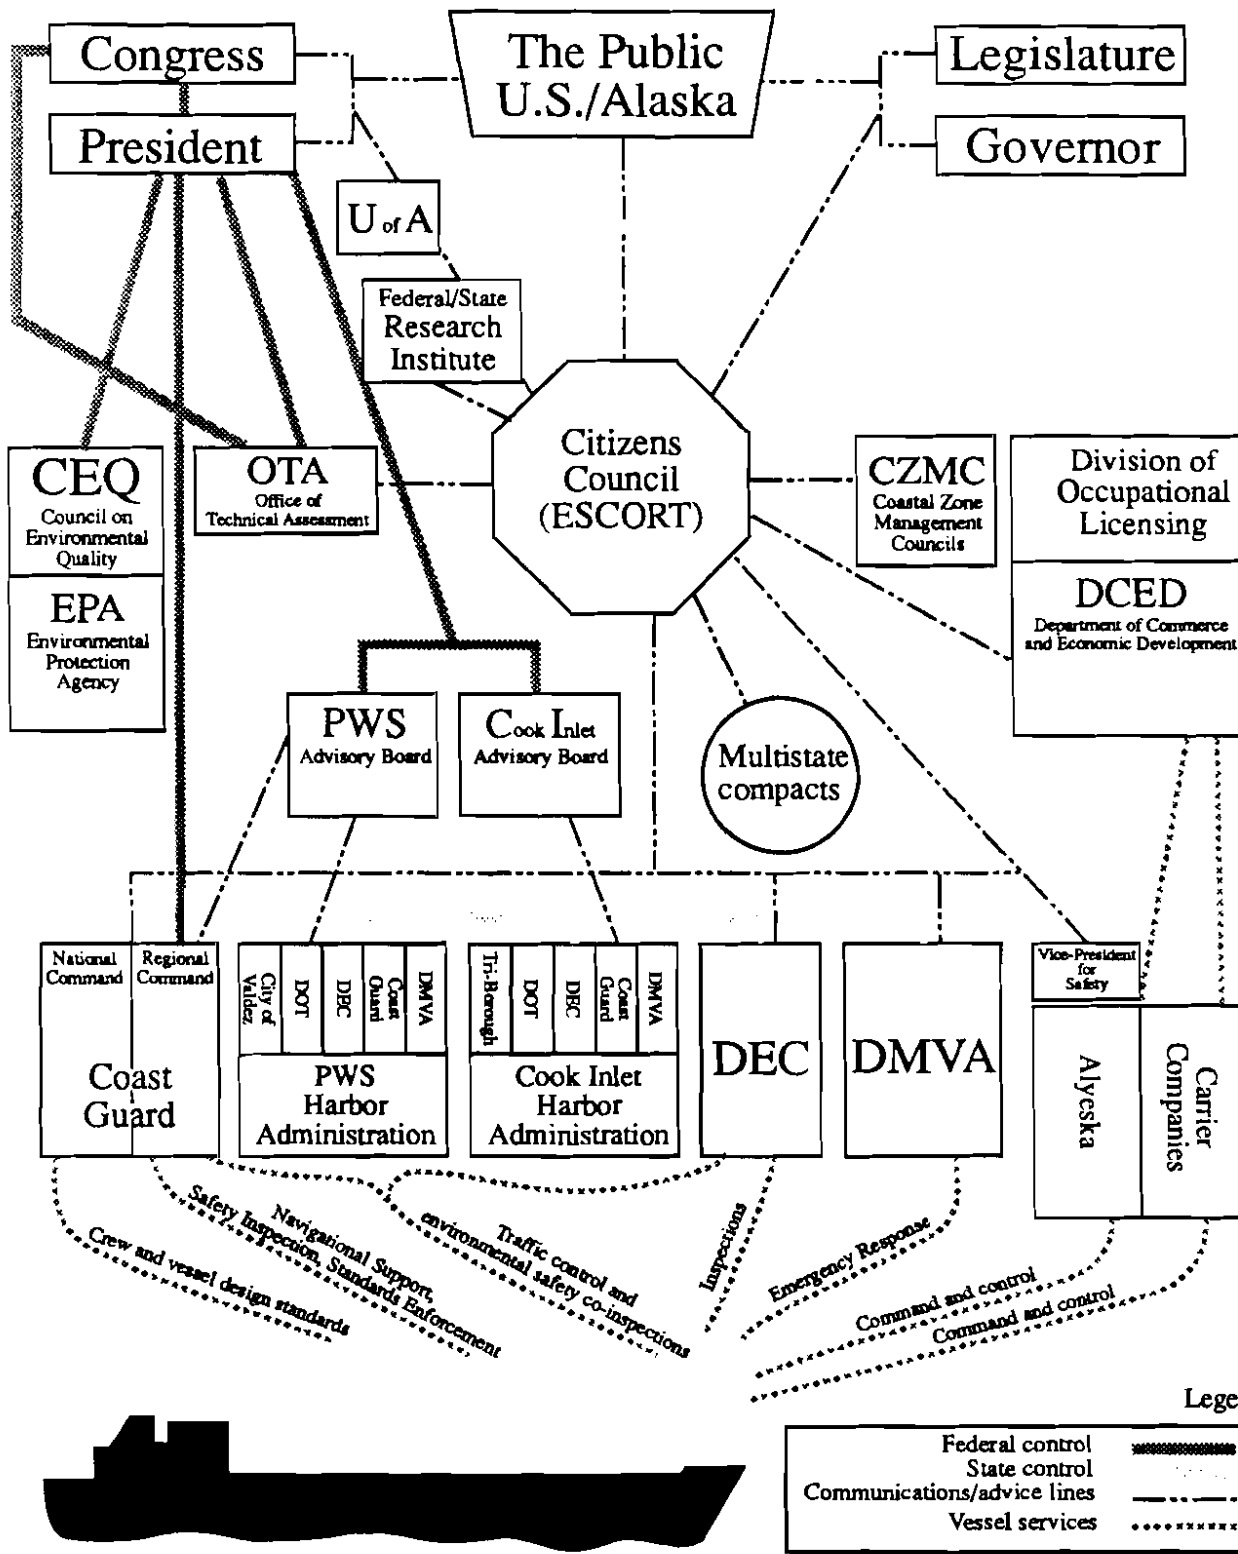 Congress
The Public
U.S./Alaska
Legislature
President
Governor
U of A
Federal/State
Research
Institute
Citizens
Council
(ESCORT)
CEQ
Council on
Environmental
Quality
OTA
Office of
Technical Assessment
CZMC
Coastal Zone
Management
Councils
Division of
Occupational
Licensing
EPA
Environmental
Protection
Agency
DCED
Department of Commerce
and Economic Development
PWS
Advisory Board
Cook Inlet
Advisory Board
Multistate
compacts
National
Command
Regional
Command
Coast
Guard
City of
Valdez
DOT
DEC
Coast
Guard
DMVA
PWS
Harbor
Administration
Tri-Borough
DOT
DEC
Coast
Guard
DMVA
Cook Inlet
Harbor
Administration
DEC
DMVA
Vice-President
for
Safety
Alyeska
Carrier
Companies
Crew and vessel design standards
Navigational Support,
Safety Inspection, Standards Enforcement
Traffic control and
environmental safety co-inspections
Inspections
Emergency Response
Command and control
Command and control
Lege
Federal control
State control
Communications/advice lines
Vessel services